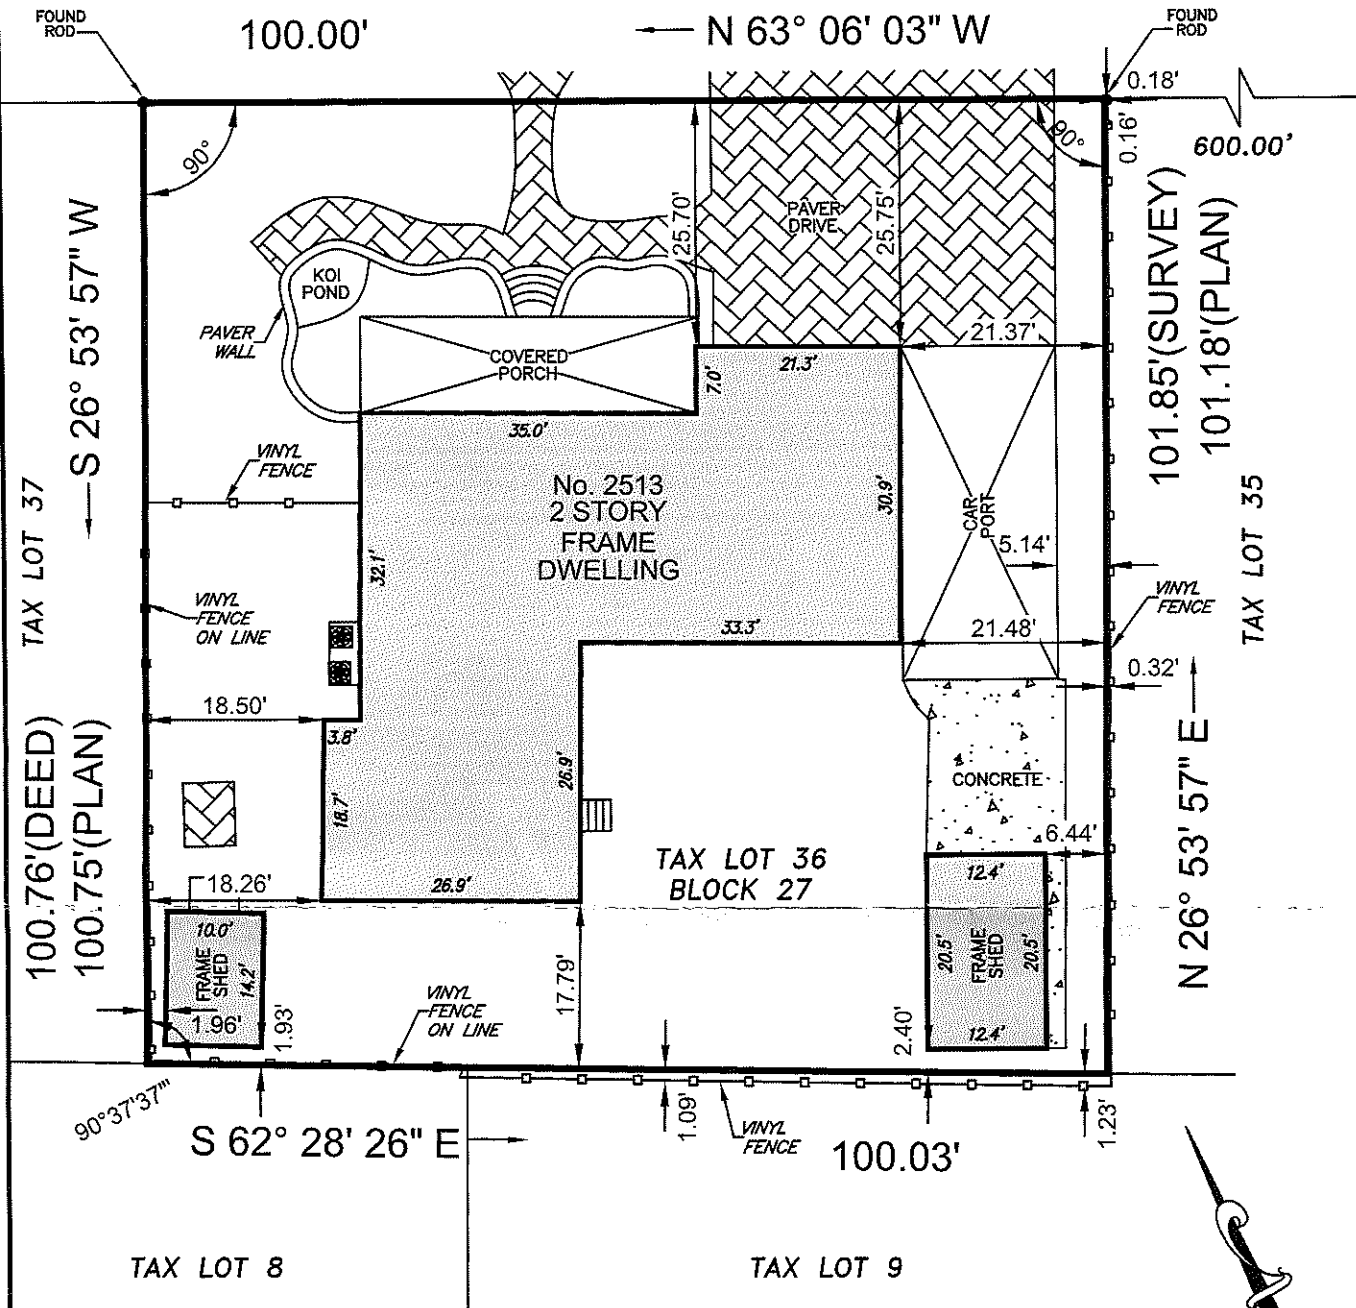 FOUND
ROD
100.00'
N 63° 06' 03" W
FOUND
ROD
0.18'
0.16'
600.00'
90°
90°
S 26° 53' 57" W
25.70'
PAVER
DRIVE
25.75'
101.85'(SURVEY)
101.18'(PLAN)
KOI
POND
PAVER
WALL
COVERED
PORCH
21.37'
21.3'
7.0'
35.0'
VINYL
FENCE
TAX LOT 37
No. 2513
2 STORY
FRAME
DWELLING
30.9'
CAR
PORT
5.14'
TAX LOT 35
32.1'
VINYL
FENCE
ON LINE
VINYL
FENCE
33.3'
21.48'
0.32'
18.50'
3.8'
100.76'(DEED)
100.75'(PLAN)
26.9'
18.7'
CONCRETE
N 26° 53' 57" E
6.44'
TAX LOT 36
BLOCK 27
18.26'
26.9'
12.4'
10.0'
FRAME
SHED
14.2'
20.5'
FRAME
SHED
20.5'
17.79'
VINYL
FENCE
ON LINE
1.96'
1.93'
2.40'
12.4'
90°37'37"'
S 62° 28' 26" E
1.09'
VINYL
FENCE
100.03'
1.23'
TAX LOT 8
TAX LOT 9